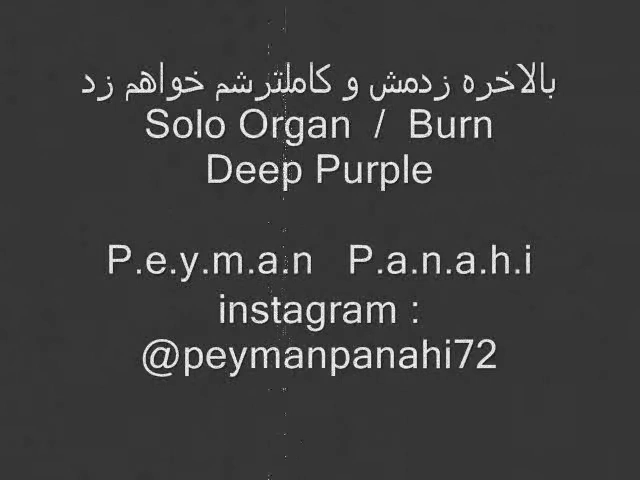 بالاخره زدمش و کاملترشم خواهم زد
Solo Organ / Burn
Deep Purple
P.e.y.m.a.n P.a.n.a.h.i
instagram :
@peymanpanahi72